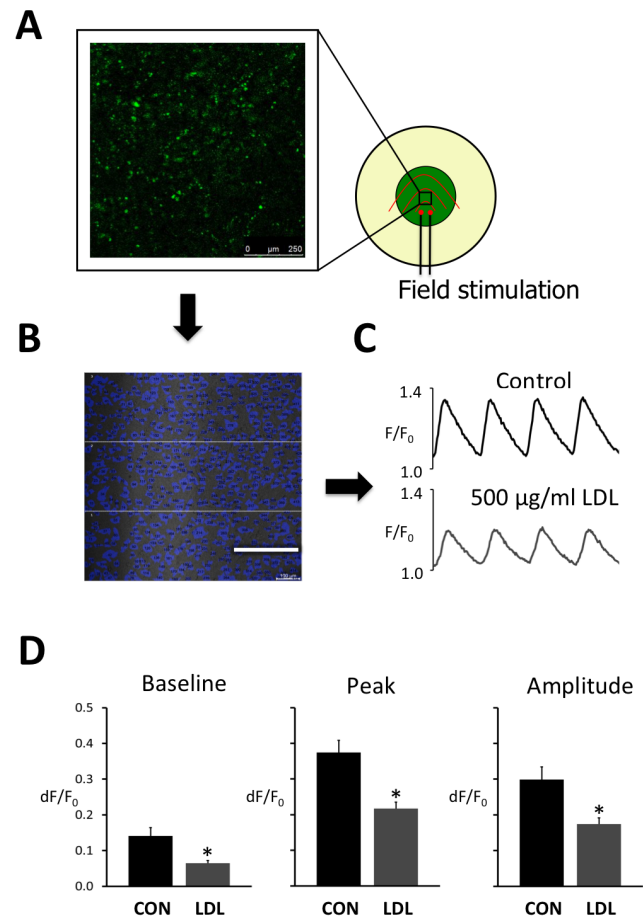 A
0 μm 250
Field stimulation
B
100 μm
C
Control
1.4
F/F0
1.0
500 μg/ml LDL
1.4
F/F0
1.0
D
Baseline
Peak
Amplitude
0.5
0.4
0.3
0.2
0.1
0.0
dF/F0
dF/F0
dF/F0
*
*
*
CON LDL
CON LDL
CON LDL